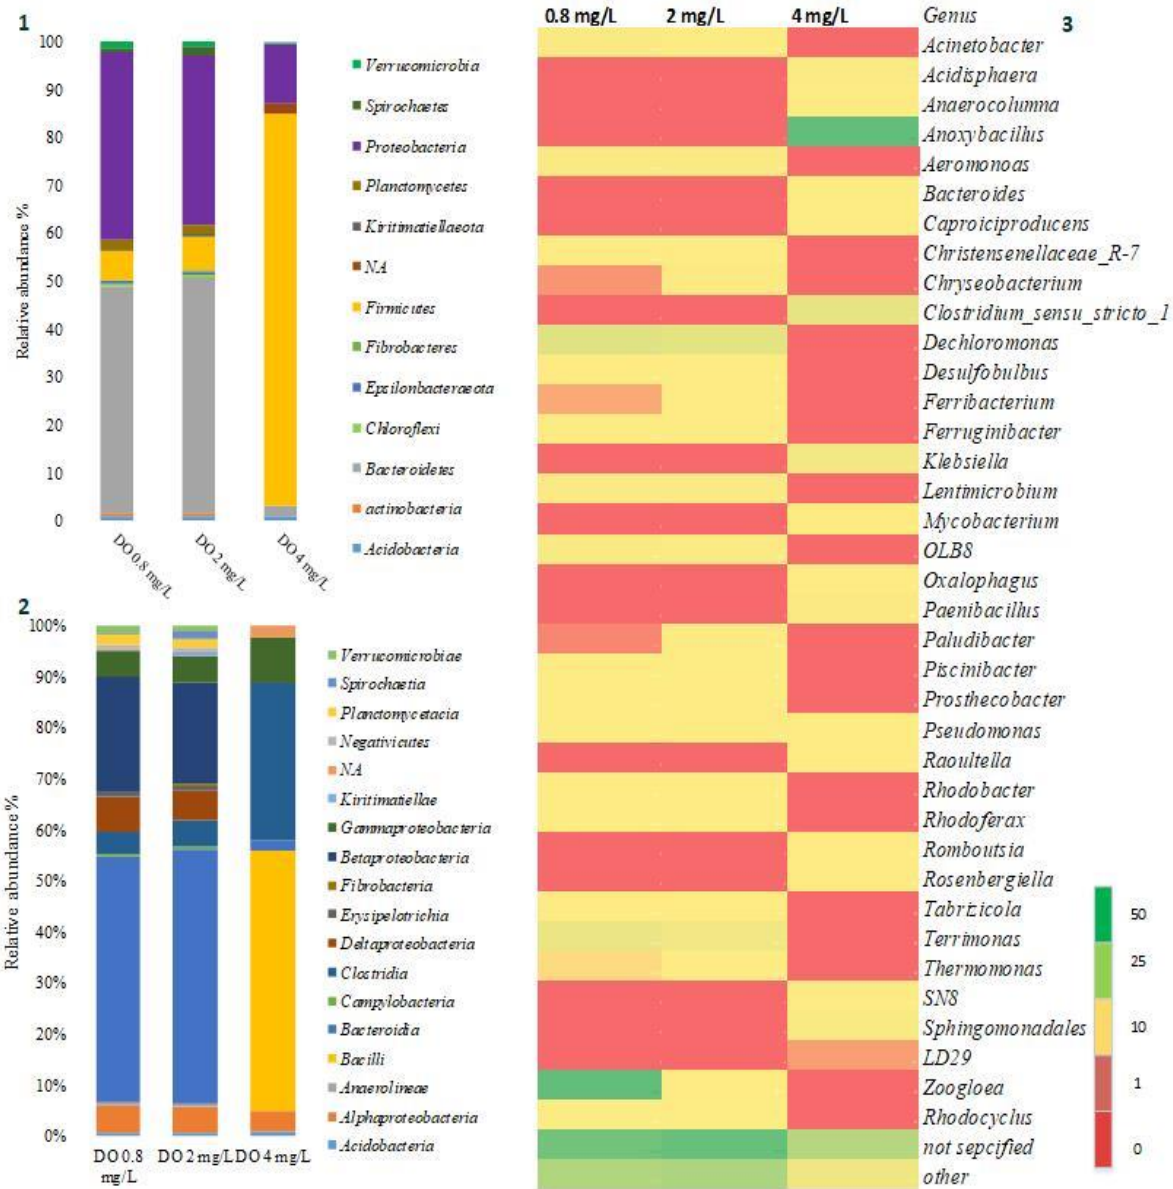 1
100
90
80
70
60
50
40
30
20
10
0
Relative abundance %
DO 0.8 mg/L
DO 2 mg/L
DO 4 mg/L
Verrucomicrobia
Spirochaetes
Proteobacteria
Planctomycetes
Kiritimatiellaeota
NA
Firmicutes
Fibrobacteres
Epsilonbacteraeota
Chloroflexi
Bacteroidetes
actinobacteria
Acidobacteria
2
100%
90%
80%
70%
60%
50%
40%
30%
20%
10%
0%
Relative abundance %
DO 0.8 mg/L
DO 2 mg/L
DO 4 mg/L
Verrucomicrobiae
Spirochaetia
Planctomycetacia
Negativicutes
NA
Kiritimatiellae
Gammaproteobacteria
Betaproteobacteria
Fibrobacteria
Erysipelotrichia
Deltaproteobacteria
Clostridia
Campylobacteria
Bacteroidia
Bacilli
Anaerolineae
Alphaproteobacteria
Acidobacteria
0.8 mg/L 2 mg/L 4 mg/L Genus 3
Acinetobacter
Acidisphaera
Anaerocolumna
Anoxybacillus
Aeromonoas
Bacteroides
Caproiciproducens
Christensenellaceae_R-7
Chryseobacterium
Clostridium_sensu_stricto_1
Dechloromonas
Desulfobulbus
Ferribacterium
Ferruginibacter
Klebsiella
Lentimicrobium
Mycobacterium
OLB8
Oxalophagus
Paenibacillus
Paludibacter
Piscinibacter
Prosthecobacter
Pseudomonas
Raoultella
Rhodobacter
Rhodoferax
Romboutsia
Rosenbergiella
Tabrizicola
Terrimonas
Thermomonas
SN8
Sphingomonadales
LD29
Zoogloea
Rhodocyclus
not sepcified
other
50
25
10
1
0